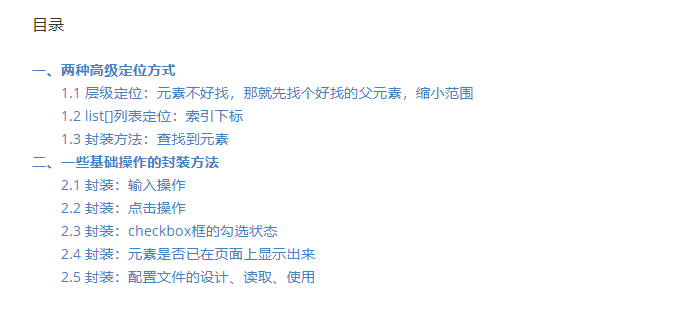 目录
一、两种高级定位方式
1.1 层级定位：元素不好找，那就先找个好找的父元素，缩小范围
1.2 list[]列表定位：索引下标
1.3 封装方法：查找到元素
二、一些基础操作的封装方法
2.1 封装：输入操作
2.2 封装：点击操作
2.3 封装：checkbox框的勾选状态
2.4 封装：元素是否已在页面上显示出来
2.5 封装：配置文件的设计、读取、使用